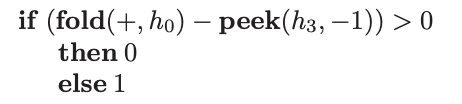 if (fold(+, h₀) − peek(h₃, −1)) > 0
then 0
else 1